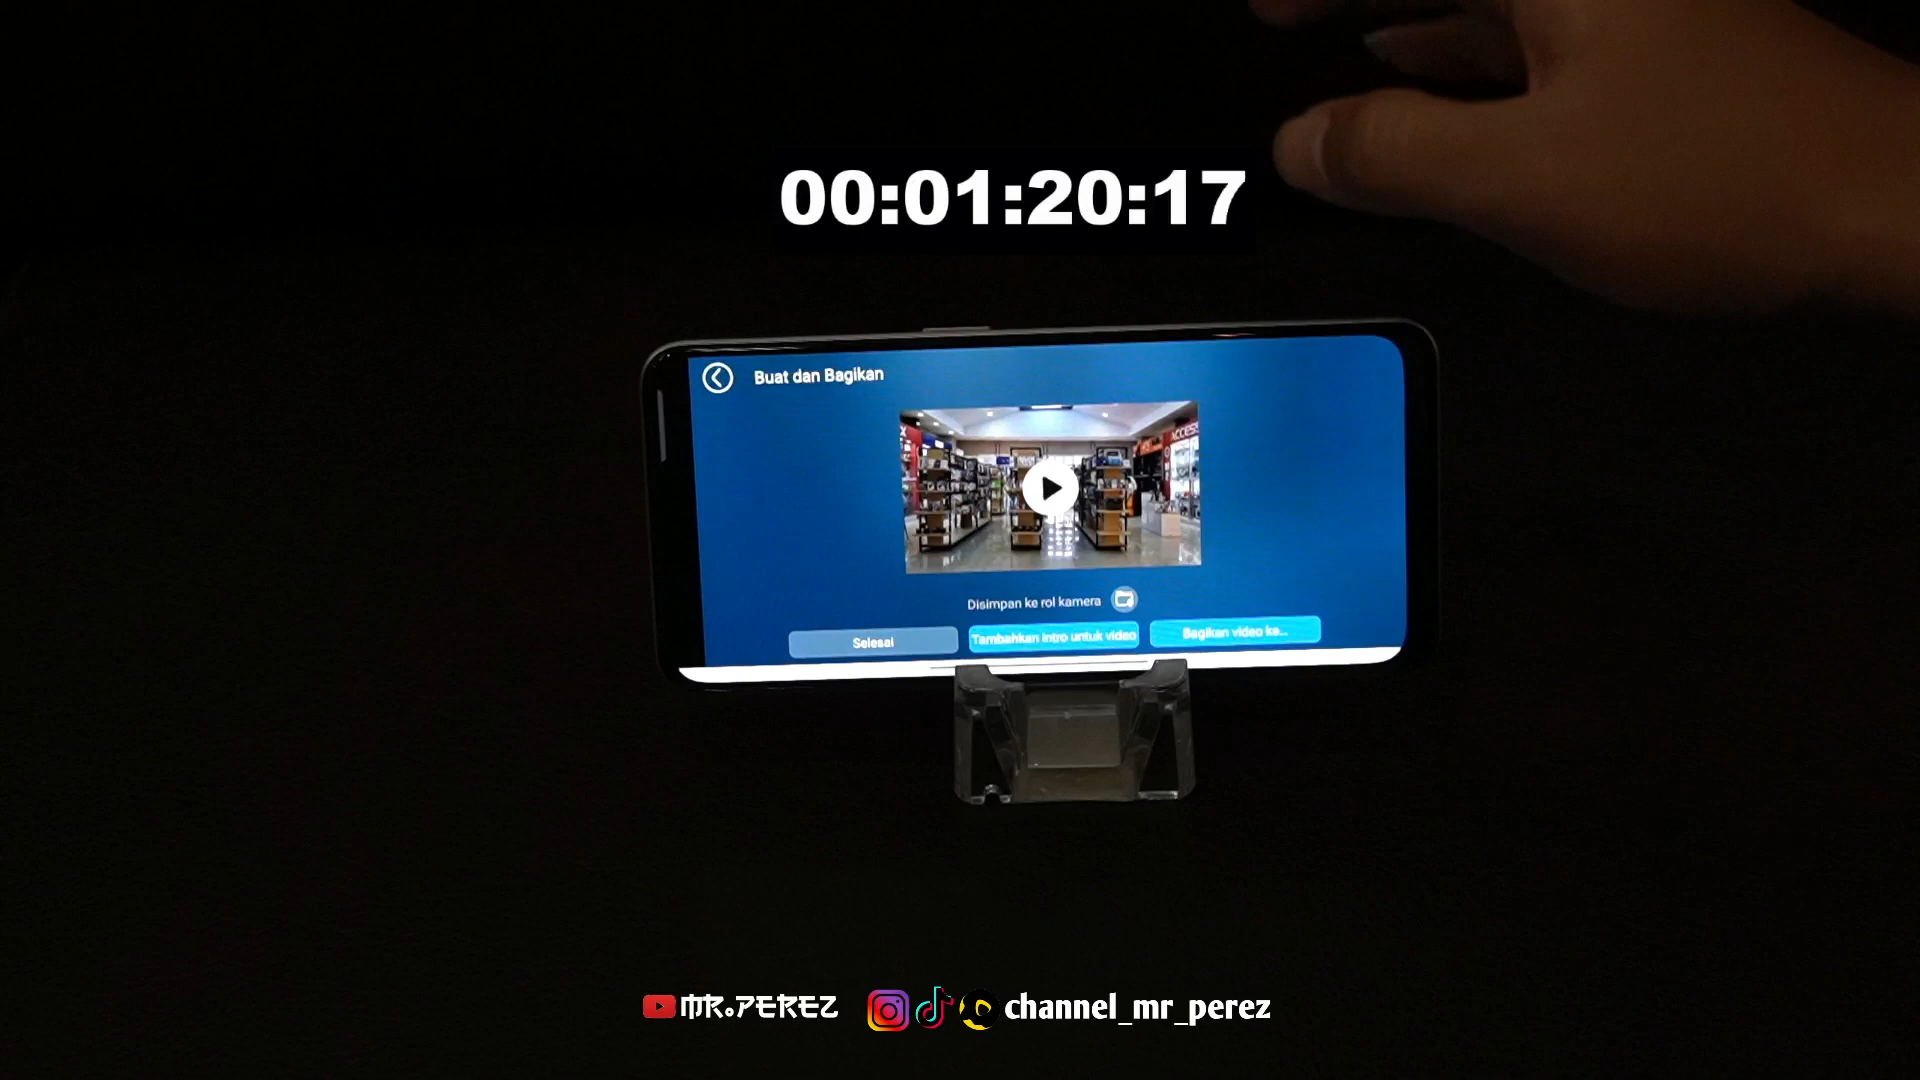 00:01:20:17
Buat dan Bagikan
ACCESS
Disimpan ke rol kamera
Selesai
Tambahkan intro untuk video
Bagikan video ke...
MR.PEREZ
channel_mr_perez